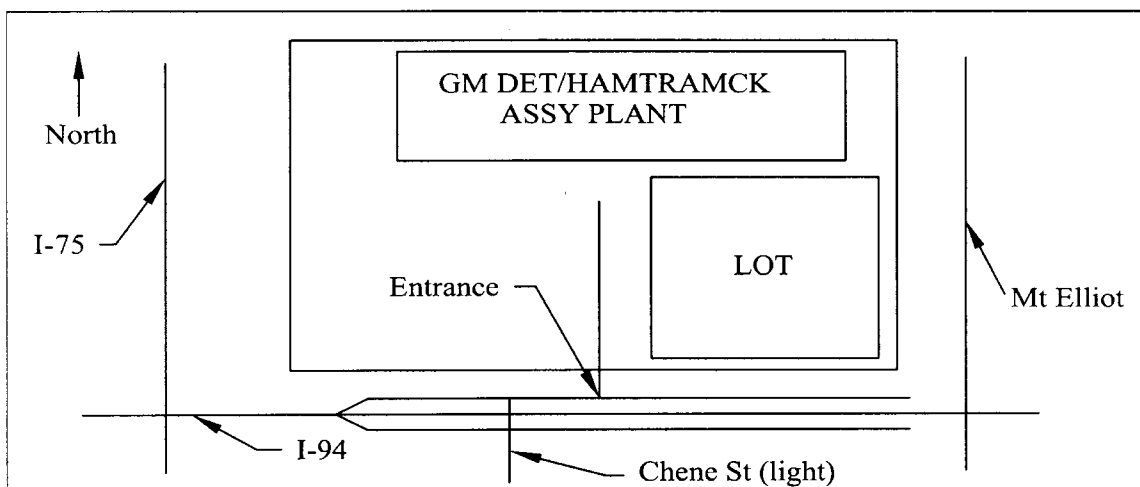 GM DET/HAMTRAMCK
ASSY PLANT
North
I-75
LOT
Entrance
Mt Elliot
I-94
Chene St (light)